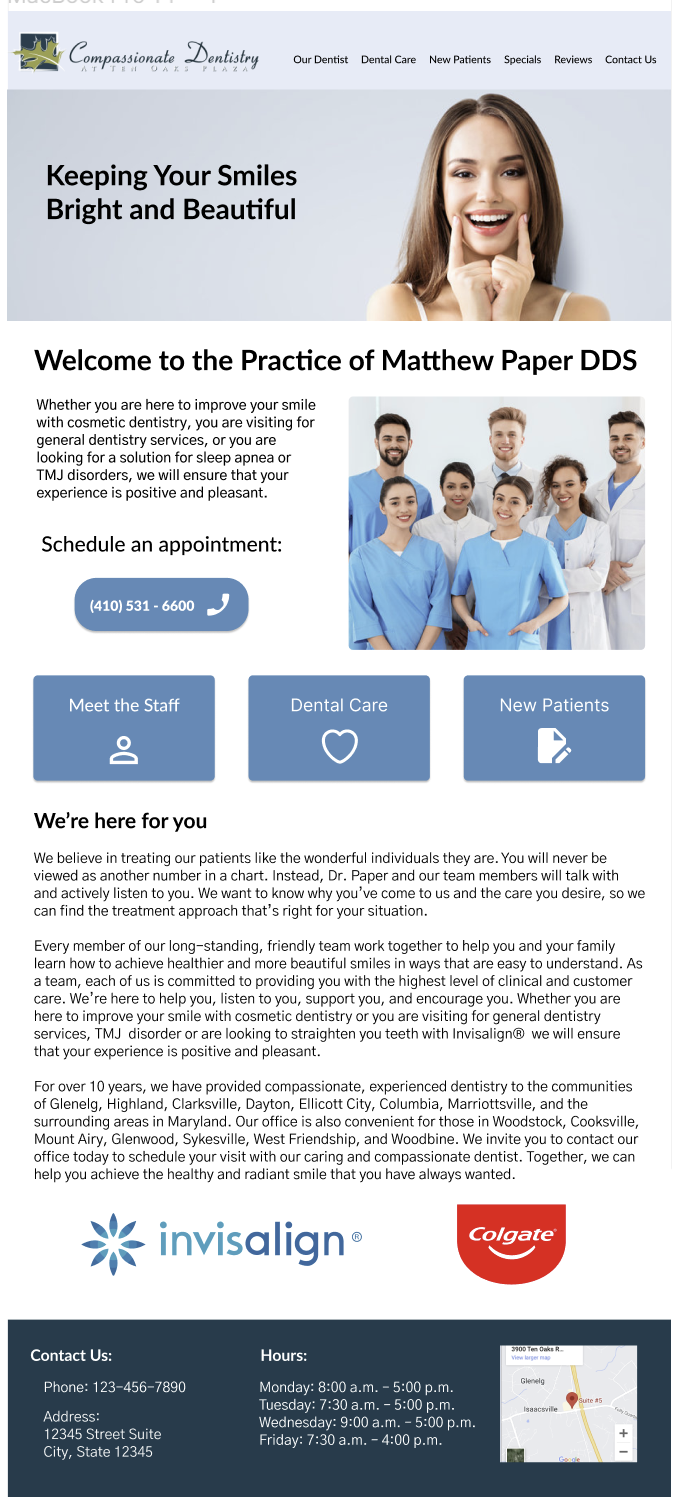 MacBook Pro 14" - 1
Compassionate Dentistry
AT TEN OAKS PLAZA
Our Dentist Dental Care New Patients Specials Reviews Contact Us
Keeping Your Smiles
Bright and Beautiful
Welcome to the Practice of Matthew Paper DDS
Whether you are here to improve your smile
with cosmetic dentistry, you are visiting for
general dentistry services, or you are
looking for a solution for sleep apnea or
TMJ disorders, we will ensure that your
experience is positive and pleasant.
Schedule an appointment:
(410) 531 - 6600
Meet the Staff
Dental Care
New Patients
We're here for you
We believe in treating our patients like the wonderful individuals they are. You will never be
viewed as another number in a chart. Instead, Dr. Paper and our team members will talk with
and actively listen to you. We want to know why you've come to us and the care you desire, so we
can find the treatment approach that's right for your situation.
Every member of our long-standing, friendly team work together to help you and your family
learn how to achieve healthier and more beautiful smiles in ways that are easy to understand. As
a team, each of us is committed to providing you with the highest level of clinical and customer
care. We're here to help you, listen to you, support you, and encourage you. Whether you are
here to improve your smile with cosmetic dentistry or you are visiting for general dentistry
services, TMJ  disorder or are looking to straighten you teeth with Invisalign®  we will ensure
that your experience is positive and pleasant.
For over 10 years, we have provided compassionate, experienced dentistry to the communities
of Glenelg, Highland, Clarksville, Dayton, Ellicott City, Columbia, Marriottsville, and the
surrounding areas in Maryland. Our office is also convenient for those in Woodstock, Cooksville,
Mount Airy, Glenwood, Sykesville, West Friendship, and Woodbine. We invite you to contact our
office today to schedule your visit with our caring and compassionate dentist. Together, we can
help you achieve the healthy and radiant smile that you have always wanted.
invisalign ®
Colgate®
Contact Us:
Phone: 123-456-7890
Address:
12345 Street Suite
City, State 12345
Hours:
Monday: 8:00 a.m. - 5:00 p.m.
Tuesday: 7:30 a.m. - 5:00 p.m.
Wednesday: 9:00 a.m. - 5:00 p.m.
Friday: 7:30 a.m. - 4:00 p.m.
3900 Ten Oaks R...
View larger map
Glenelg
Suite #5
Isaacsville
Google